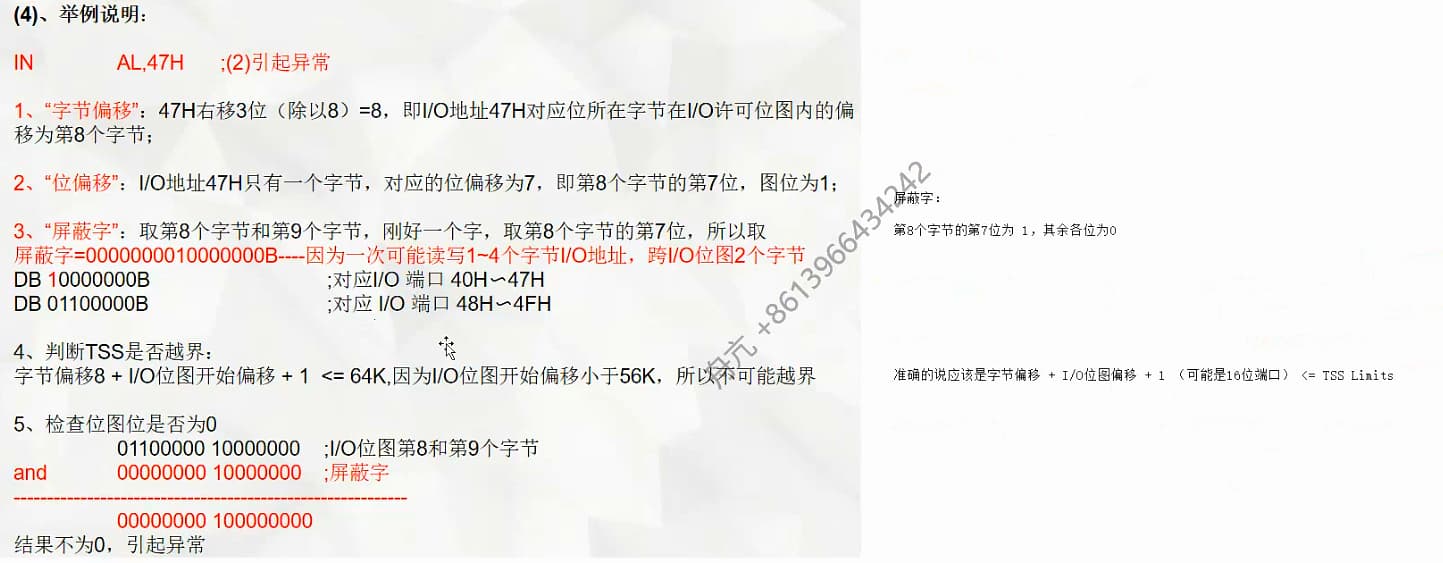 (4)、举例说明：
IN AL,47H ;(2)引起异常
1、“字节偏移”：47H右移3位（除以8）=8，即I/O地址47H对应位所在字节在I/O许可位图内的偏
移为第8个字节；
2、“位偏移”：I/O地址47H只有一个字节，对应的位偏移为7，即第8个字节的第7位，图位为1；
3、“屏蔽字”：取第8个字节和第9个字节，刚好一个字，取第8个字节的第7位，所以取
屏蔽字=0000000010000000B----因为一次可能读写1~4个字节I/O地址，跨I/O位图2个字节
DB 10000000B ;对应I/O 端口 40H∽47H
DB 01100000B ;对应 I/O 端口 48H∽4FH
4、判断TSS是否越界：
字节偏移8 + I/O位图开始偏移 + 1 <= 64K,因为I/O位图开始偏移小于56K，所以不可能越界
5、检查位图位是否为0
01100000 10000000 ;I/O位图第8和第9个字节
and 00000000 10000000 ;屏蔽字
------------------------------------------------------------
00000000 100000000
结果不为0，引起异常
屏蔽字：
第8个字节的第7位为 1，其余各位为0
准确的说应该是字节偏移 + I/O位图偏移 + 1 （可能是16位端口） <= TSS Limits
+8613966434242